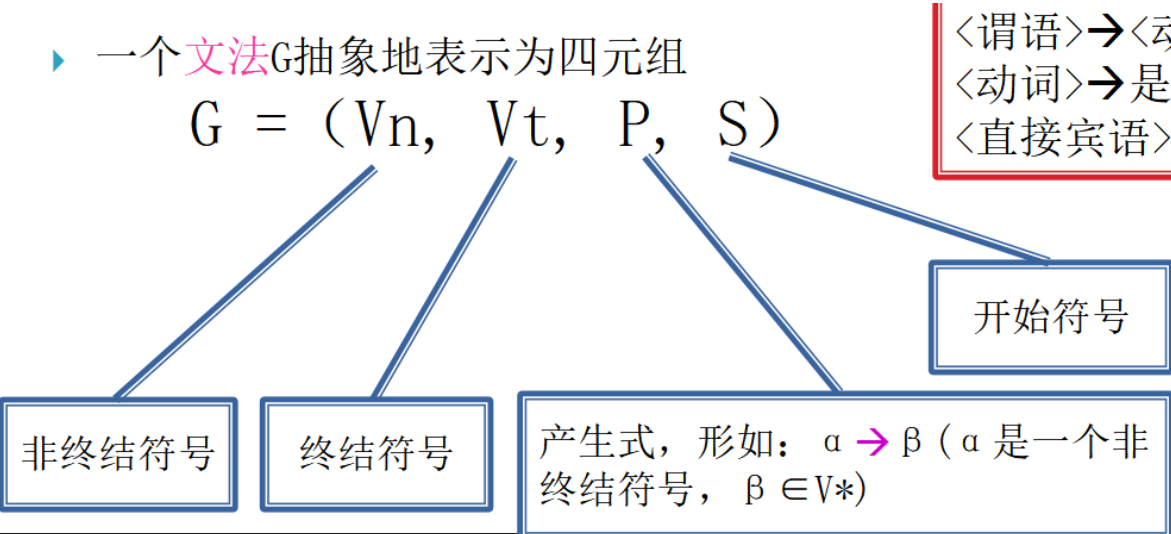 一个文法G抽象地表示为四元组
G = (Vn, Vt, P, S)
<谓语>→<动
<动词>→是
<直接宾语>
开始符号
非终结符号
终结符号
产生式，形如： α→β(α是一个非
终结符号，β∈V*)